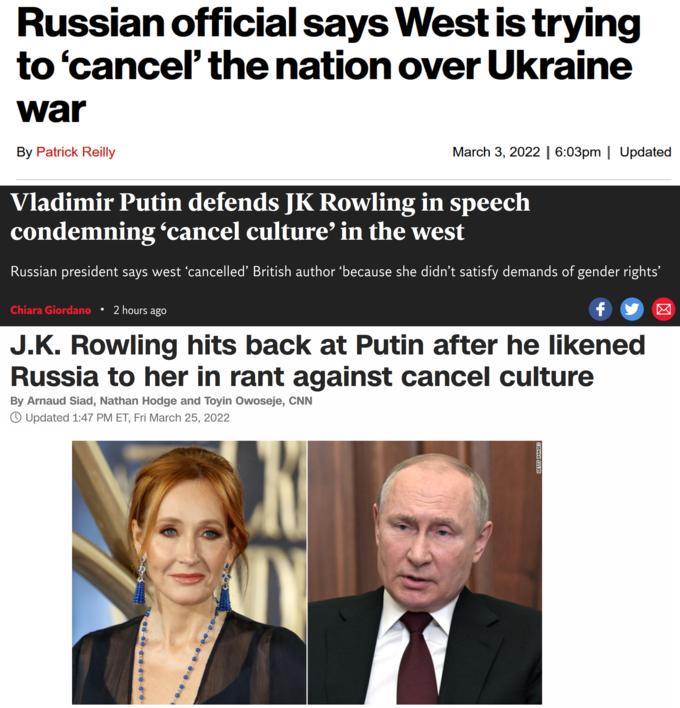 Russian official says West is trying
to ‘cancel’ the nation over Ukraine
war
By Patrick Reilly
March 3, 2022 | 6:03pm | Updated
Vladimir Putin defends JK Rowling in speech
condemning ‘cancel culture’ in the west
Russian president says west ‘cancelled’ British author ‘because she didn’t satisfy demands of gender rights’
Chiara Giordano • 2 hours ago
J.K. Rowling hits back at Putin after he likened
Russia to her in rant against cancel culture
By Arnaud Siad, Nathan Hodge and Toyin Owoseje, CNN
Updated 1:47 PM ET, Fri March 25, 2022